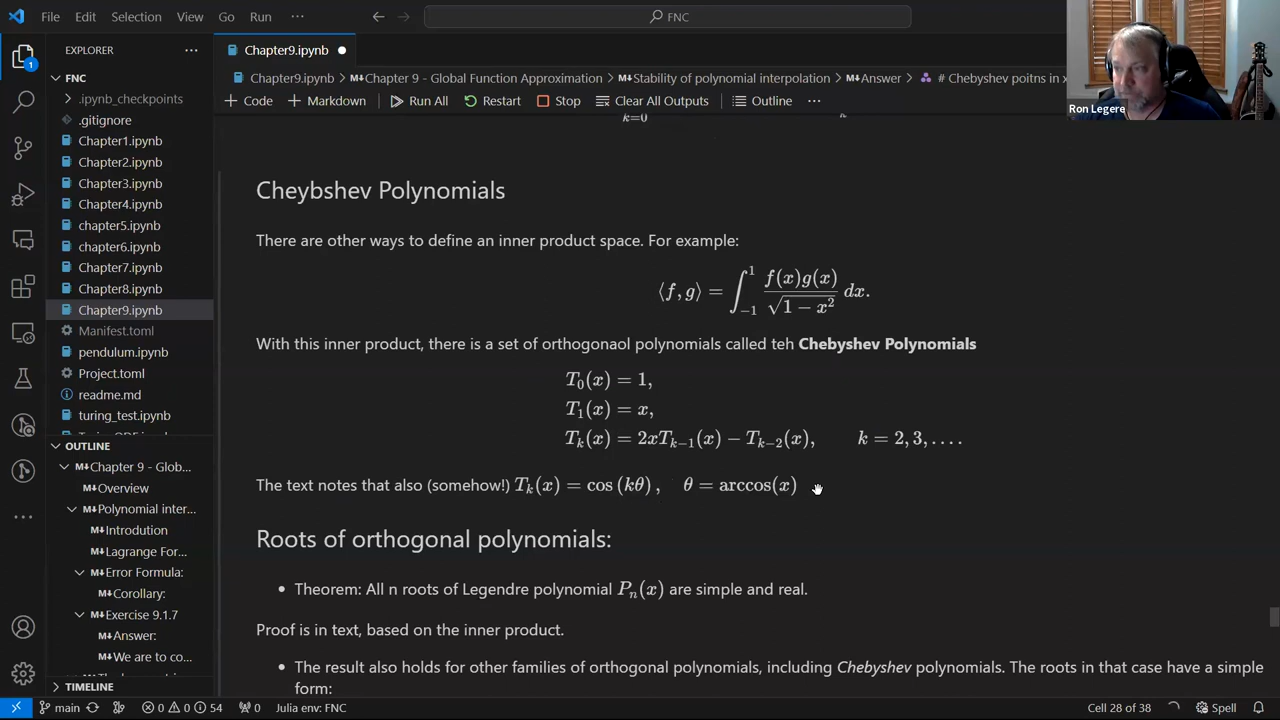 File Edit Selection View Go Run ··· FNC
EXPLORER ···
FNC
.ipynb_checkpoints
.gitignore
Chapter1.ipynb
Chapter2.ipynb
Chapter3.ipynb
Chapter4.ipynb
chapter5.ipynb
chapter6.ipynb
Chapter7.ipynb
Chapter8.ipynb
Chapter9.ipynb
Manifest.toml
pendulum.ipynb
Project.toml
readme.md
turing_test.ipynb
OUTLINE
Chapter 9 - Glob...
Overview
Polynomial inter...
Introdution
Lagrange For...
Error Formula:
Corollary:
Exercise 9.1.7
Answer:
We are to co...
TIMELINE
Chapter9.ipynb
Chapter9.ipynb > M↓Chapter 9 - Global Function Approximation > M↓Stability of polynomial interpolation > M↓Answer > # Chebyshev poitns in x
+ Code + Markdown Run All Restart Stop Clear All Outputs Outline ···
k=0
Ron Legere
Cheybshev Polynomials
There are other ways to define an inner product space. For example:
⟨f, g⟩ = ∫_{-1}^{1} f(x)g(x) / √(1 − x²) dx.
With this inner product, there is a set of orthogonaol polynomials called teh Chebyshev Polynomials
T₀(x) = 1,
T₁(x) = x,
Tₖ(x) = 2xTₖ₋₁(x) − Tₖ₋₂(x), k = 2, 3, . . . .
The text notes that also (somehow!) Tₖ(x) = cos (kθ) , θ = arccos(x)
Roots of orthogonal polynomials:
• Theorem: All n roots of Legendre polynomial Pₙ(x) are simple and real.
Proof is in text, based on the inner product.
• The result also holds for other families of orthogonal polynomials, including Chebyshev polynomials. The roots in that case have a simple
form:
main 0 0 54 0 Julia env: FNC Cell 28 of 38 Spell